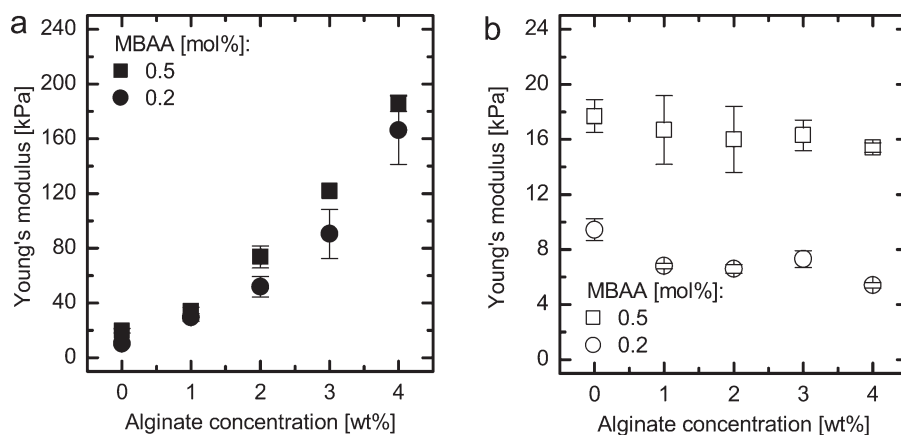 a
240
200
160
120
80
40
0
Young's modulus [kPa]
MBAA [mol%]:
0.5
0.2
0 1 2 3 4
Alginate concentration [wt%]
b
24
20
16
12
8
4
0
Young's modulus [kPa]
MBAA [mol%]:
0.5
0.2
0 1 2 3 4
Alginate concentration [wt%]